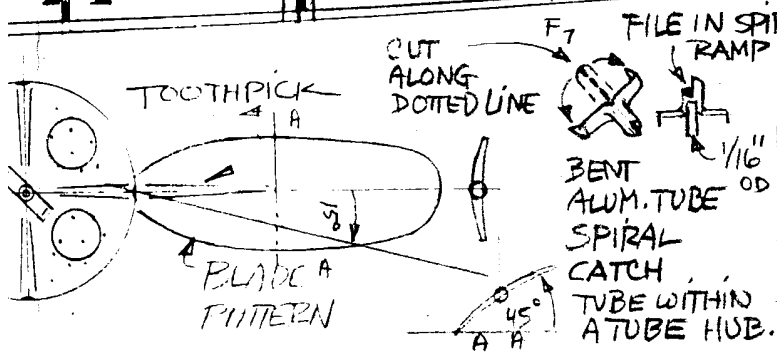 TOOTHPICK
A
15°
BLADE
PATTERN
A
CUT
ALONG
DOTTED LINE
F7
FILE IN SPI
RAMP
1/16"
OD
BENT
ALUM. TUBE
SPIRAL
CATCH
TUBE WITHIN
A TUBE HUB.
45°
A A